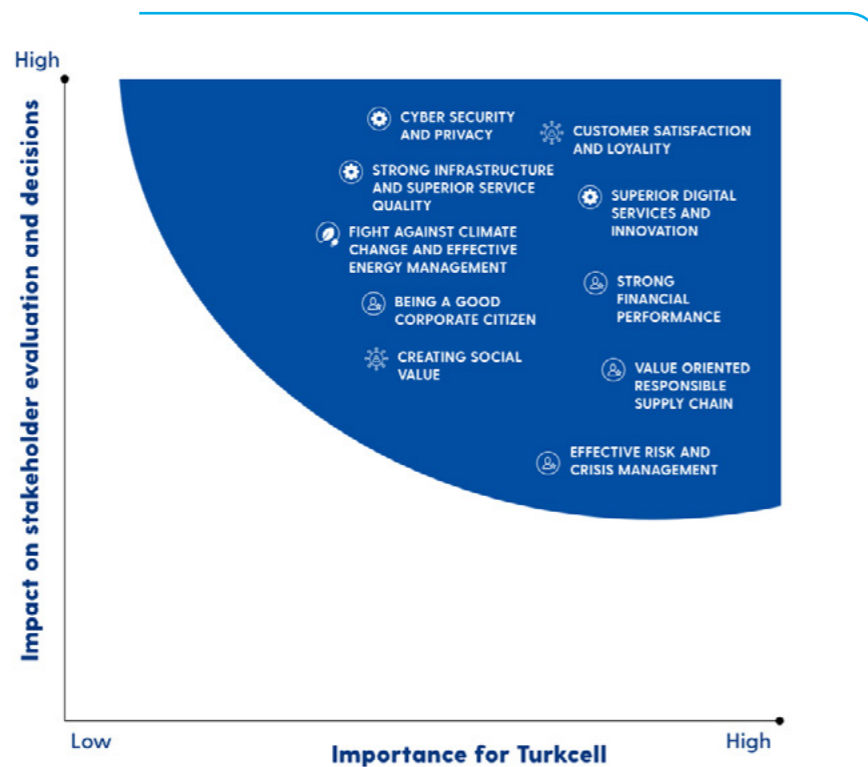 High
Impact on stakeholder evaluation and decisions
CYBER SECURITY
AND PRIVACY
CUSTOMER SATISFACTION
AND LOYALITY
STRONG INFRASTRUCTURE
AND SUPERIOR SERVICE
QUALITY
SUPERIOR DIGITAL
SERVICES AND
INNOVATION
FIGHT AGAINST CLIMATE
CHANGE AND EFFECTIVE
ENERGY MANAGEMENT
STRONG
FINANCIAL
PERFORMANCE
BEING A GOOD
CORPORATE CITIZEN
CREATING SOCIAL
VALUE
VALUE ORIENTED
RESPONSIBLE
SUPPLY CHAIN
EFFECTIVE RISK AND
CRISIS MANAGEMENT
Low
Importance for Turkcell
High